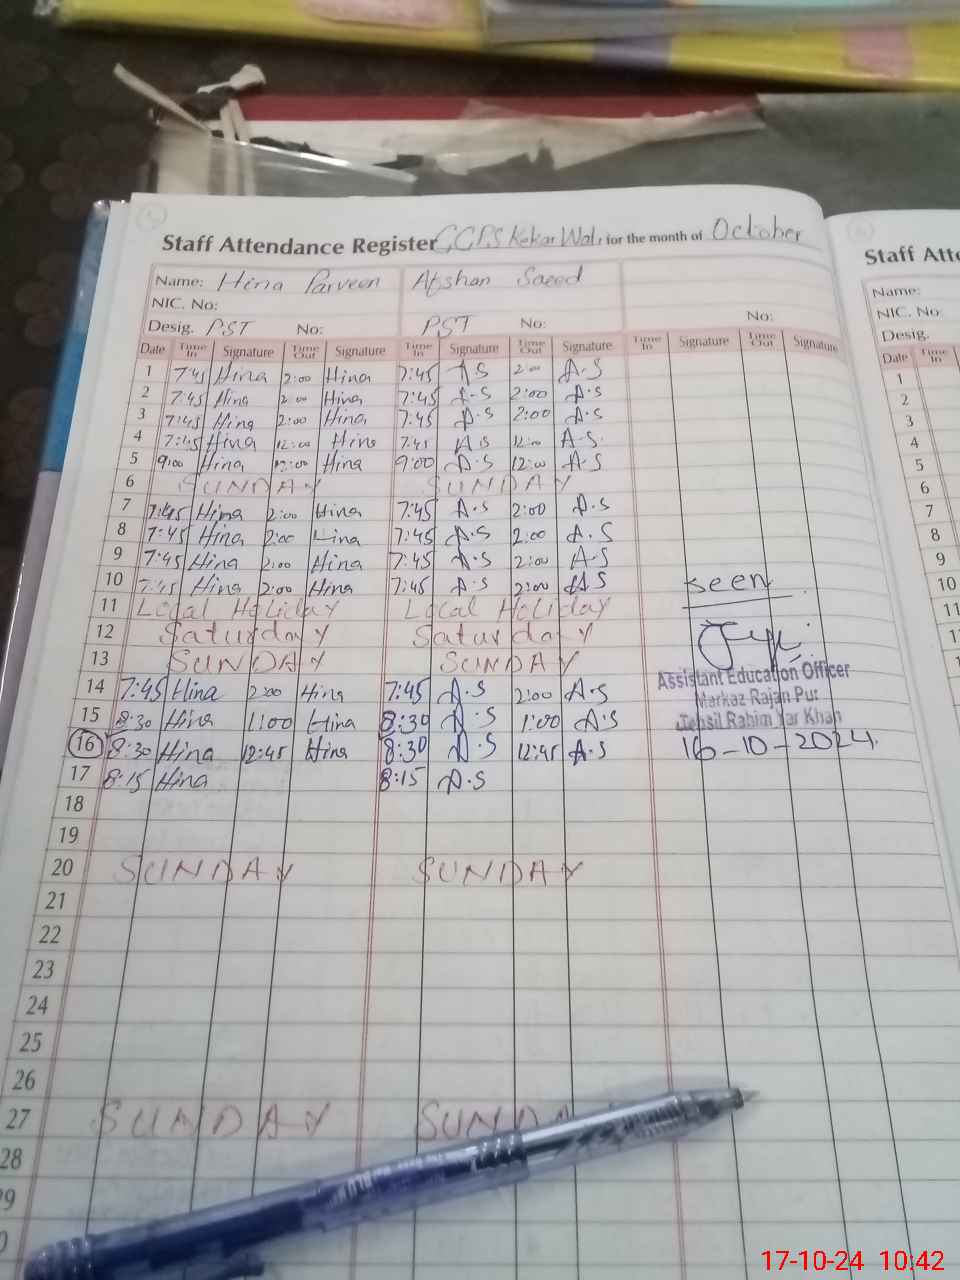 Staff Attendance Register for the month of October
Staff Atte
Name: Hina Parveen Afshan Saeed
Name:
NIC. No:
NIC. No:
Desig. PST No: PST No: No:
Desig.
Date Time In Signature Time Out Signature Time In Signature Time Out Signature Time In Signature Time Out Signature
Date Time In
1 7:45 Hina 2:00 Hina 7:45 A S 2:00 A.S
2 7:45 Hina 2:00 Hina 7:45 A.S 2:00 A.S
3 7:45 Hina 2:00 Hina 7:45 A.S 2:00 A.S
4 7:45 Hina 12:00 Hina 7:45 A.S 12:00 A.S.
5 9:00 Hina 12:00 Hina 9:00 A.S 12:00 A.S
6 SUNDAY SUNDAY
7 7:45 Hina 2:00 Hina 7:45 A.S 2:00 A.S
8 7:45 Hina 2:00 Hina 7:45 A.S 2:00 A.S
9 7:45 Hina 2:00 Hina 7:45 A.S 2:00 A.S
10 7:45 Hina 2:00 Hina 7:45 A.S 2:00 A S
seen
11 Local Holiday Local Holiday
12 Saturday Saturday
13 SUNDAY SUNDAY
Assistant Education Officer
14 7:45 Hina 2:00 Hina 7:45 A.S 2:00 A.S
Markaz Rajan Pur
15 8:30 Hina 1:00 Hina 8:30 A.S 1:00 A.S
Tehsil Rahim Yar Khan
16 8:30 Hina 12:45 Hina 8:30 A.S 12:45 A.S
16-10-2024.
17 8:15 Hina 8:15 A.S
18
19
20 SUNDAY SUNDAY
21
22
23
24
25
26
27 SUNDAY SUNDA
28
29
1
2
3
4
5
6
7
8
9
10
11
17-10-24 10:42